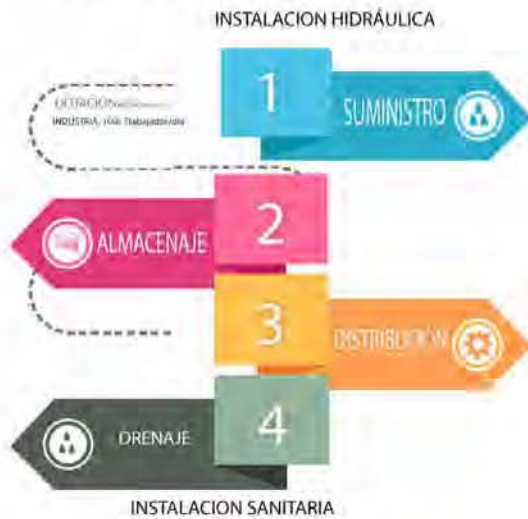 INSTALACION HIDRÁULICA
1
SUMINISTRO
INDUSTRIA,
2
ALMACENAJE
3
DISTRIBUCIÓN
4
DRENAJE
INSTALACION SANITARIA